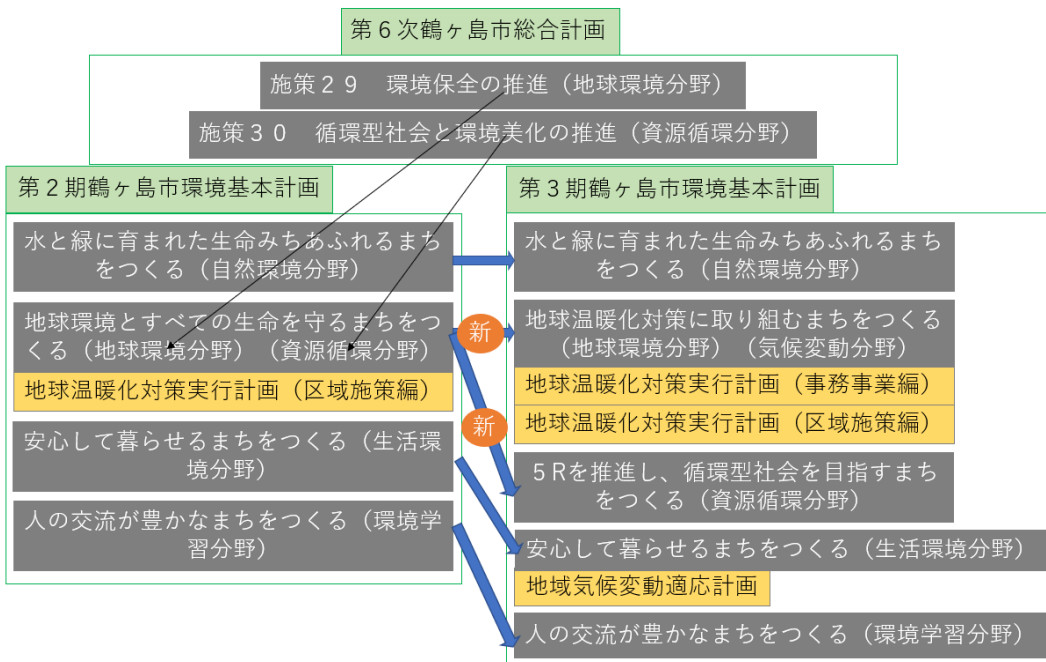 第６次鶴ヶ島市総合計画
施策２９　環境保全の推進（地球環境分野）
施策３０　循環型社会と環境美化の推進（資源循環分野）
第２期鶴ヶ島市環境基本計画
水と緑に育まれた生命みちあふれるまち
をつくる（自然環境分野）
地球環境とすべての生命を守るまちをつ
くる（地球環境分野）（資源循環分野）
地球温暖化対策実行計画（区域施策編）
安心して暮らせるまちをつくる（生活環
境分野）
人の交流が豊かなまちをつくる（環境学
習分野）
新
新
第３期鶴ヶ島市環境基本計画
水と緑に育まれた生命みちあふれるまち
をつくる（自然環境分野）
地球温暖化対策に取り組むまちをつくる
（地球環境分野）（気候変動分野）
地球温暖化対策実行計画（事務事業編）
地球温暖化対策実行計画（区域施策編）
５Rを推進し、循環型社会を目指すまち
をつくる（資源循環分野）
安心して暮らせるまちをつくる（生活環境分野）
地域気候変動適応計画
人の交流が豊かなまちをつくる（環境学習分野）